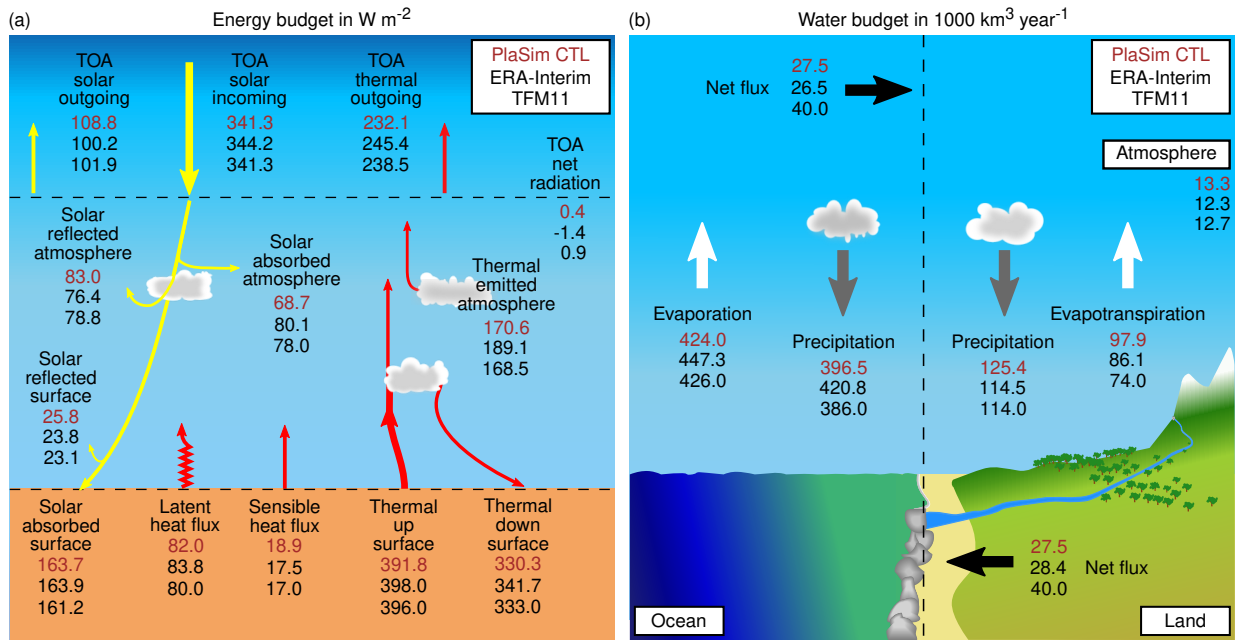 (a)
Energy budget in W m⁻²
PlaSim CTL
ERA-Interim
TFM11
TOA
solar
outgoing
108.8
100.2
101.9
TOA
solar
incoming
341.3
344.2
341.3
TOA
thermal
outgoing
232.1
245.4
238.5
TOA
net
radiation
0.4
-1.4
0.9
Solar
reflected
atmosphere
83.0
76.4
78.8
Solar
absorbed
atmosphere
68.7
80.1
78.0
Thermal
emitted
atmosphere
170.6
189.1
168.5
Solar
reflected
surface
25.8
23.8
23.1
Solar
absorbed
surface
163.7
163.9
161.2
Latent
heat flux
82.0
83.8
80.0
Sensible
heat flux
18.9
17.5
17.0
Thermal
up
surface
391.8
398.0
396.0
Thermal
down
surface
330.3
341.7
333.0
(b)
Water budget in 1000 km³ year⁻¹
PlaSim CTL
ERA-Interim
TFM11
Net flux
27.5
26.5
40.0
Atmosphere
13.3
12.3
12.7
Evaporation
424.0
447.3
426.0
Precipitation
396.5
420.8
386.0
Precipitation
125.4
114.5
114.0
Evapotranspiration
97.9
86.1
74.0
27.5
28.4
40.0
Net flux
Ocean
Land